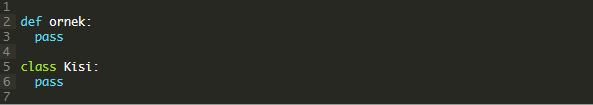 1
2 def ornek:
3   pass
4
5 class Kisi:
6   pass
7